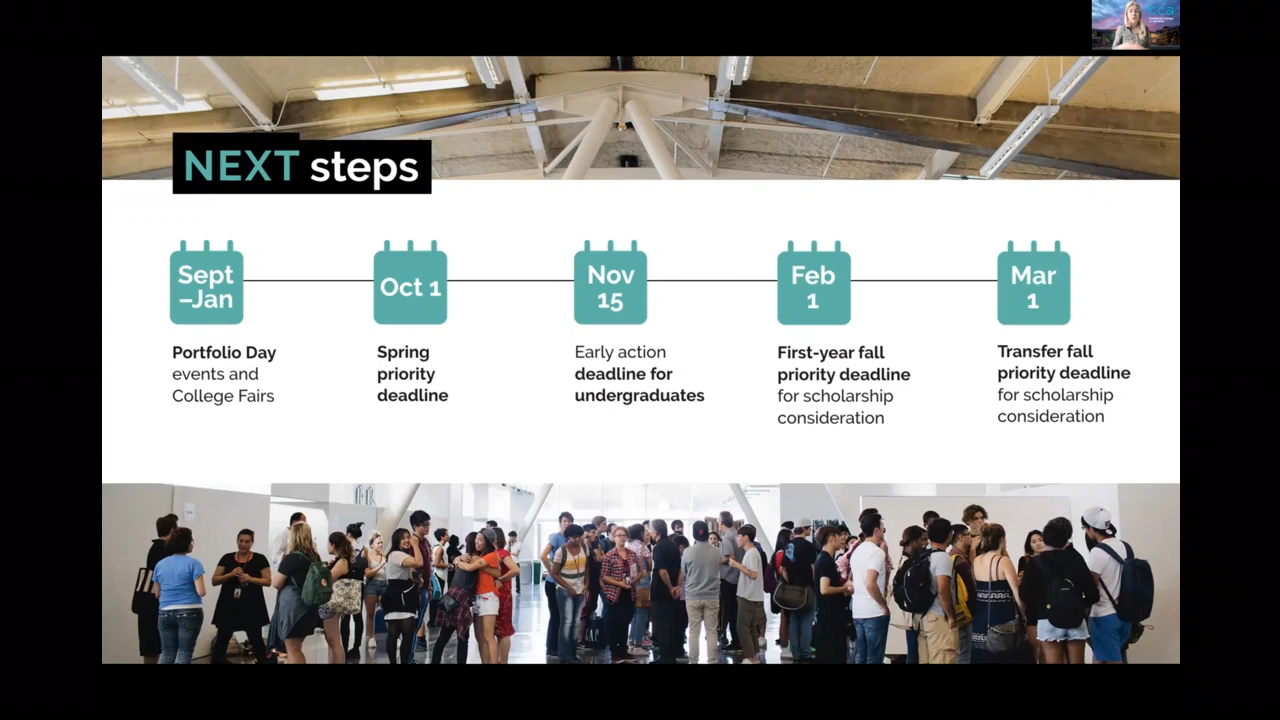 cca
NEXT steps
Sept
–Jan
Portfolio Day
events and
College Fairs
Oct 1
Spring
priority
deadline
Nov
15
Early action
deadline for
undergraduates
Feb
1
First-year fall
priority deadline
for scholarship
consideration
Mar
1
Transfer fall
priority deadline
for scholarship
consideration